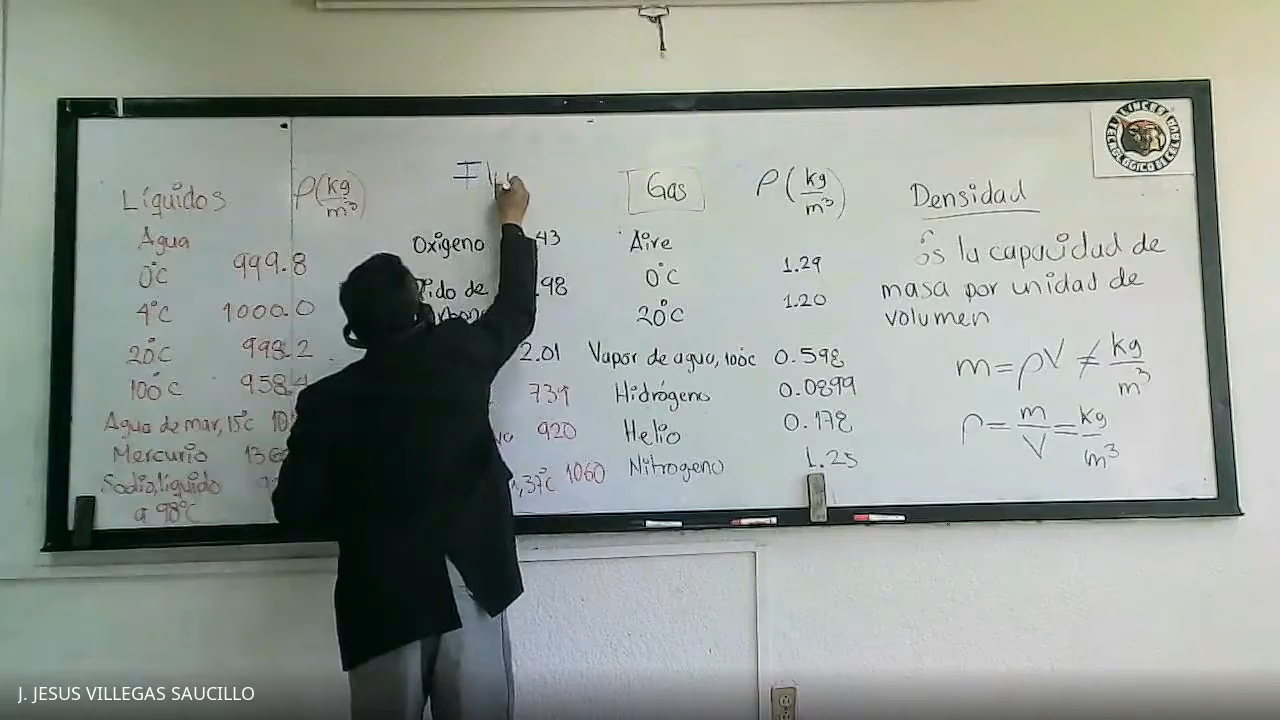 Líquidos ρ(kg/m³)
Agua
0°C 999.8
4°C 1000.0
20°C 998.2
100°C 958.4
Agua de mar, 15°C
Mercurio
Sodio, líquido
a 98°C
Oxígeno
de
2.01
739
920
37°C 1060
Gas ρ(kg/m³)
Aire
0°C 1.29
20°C 1.20
Vapor de agua, 100°C 0.598
Hidrógeno 0.0899
Helio 0.178
Nitrogeno 1.25
Densidad
es la capacidad de
masa por unidad de
volumen
m=ρV ≠ kg/m³
ρ=m/V=kg/m³
J. JESUS VILLEGAS SAUCILLO